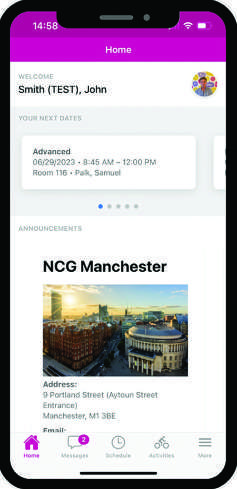 14:58
Home
WELCOME
Smith (TEST), John
YOUR NEXT DATES
Advanced
06/29/2023 • 8:45 AM – 12:00 PM
Room 116 • Palk, Samuel
ANNOUNCEMENTS
NCG Manchester
Address:
9 Portland Street (Aytoun Street
Entrance)
Manchester, M1 3BE
Email:
2
Home Messages Schedule Activities More